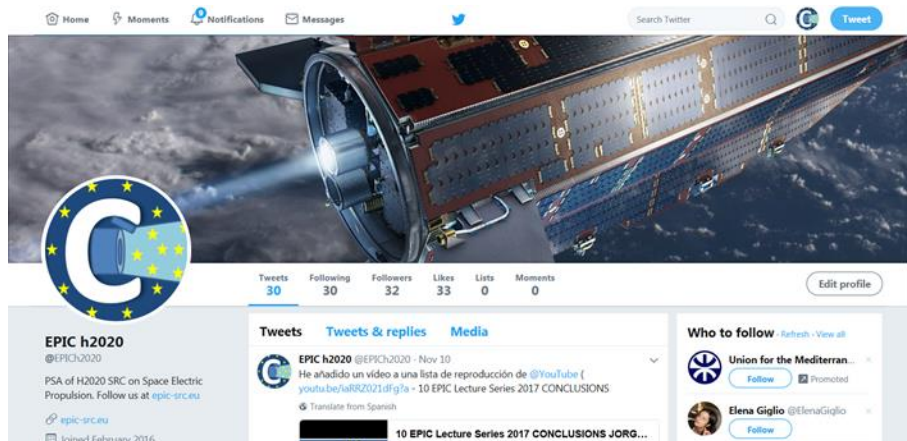 Home Moments Notifications Messages Search Twitter Tweet
Tweets Following Followers Likes Lists Moments
30 30 32 33 0 0
Edit profile
EPIC h2020
@EPICh2020
PSA of H2020 SRC on Space Electric
Propulsion. Follow us at epic-src.eu
epic-src.eu
Joined February 2016
Tweets Tweets & replies Media
EPIC h2020 @EPICh2020 · Nov 10
He añadido un vídeo a una lista de reproducción de @YouTube (
youtu.be/iaRRZ021dFg?a - 10 EPIC Lecture Series 2017 CONCLUSIONS
Translate from Spanish
10 EPIC Lecture Series 2017 CONCLUSIONS JORG...
Who to follow · Refresh · View all
Union for the Mediterran...
Follow Promoted
Elena Giglio @ElenaGiglio
Follow